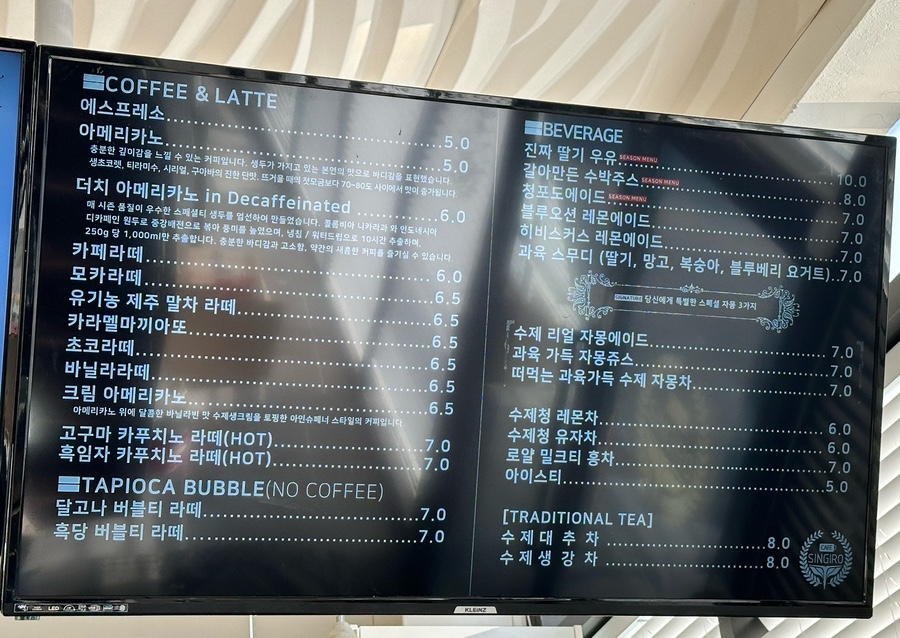 COFFEE & LATTE
에스프레소 5.0
아메리카노 5.0
충분한 깊이감을 느낄 수 있는 커피입니다. 생두가 가지고 있는 본연의 맛으로 바디감을 표현했습니다.
생초코렛, 티라미수, 시리얼, 구아바의 진한 단맛. 뜨거울 때의 첫모금보다 70~80도 사이에서 맛이 증가됩니다.
더치 아메리카노 in Decaffeinated 6.0
매 시즌 품질이 우수한 스페셜티 생두를 엄선하여 만들었습니다. 콜롬비아 나카라과 와 인도네시아
디카페인 원두로 중강배전으로 볶아 풍미를 높였으며, 냉침 / 워터드립으로 10시간 추출하며,
250g 당 1,000ml만 추출합니다. 충분한 바디감과 고소함, 약간의 새콤한 커피를 즐기실 수 있습니다.
카페라떼 6.0
모카라떼 6.5
유기농 제주 말차 라떼 6.5
카라멜마끼아또 6.5
초코라떼 6.5
바닐라라떼 6.5
크림 아메리카노 6.5
아메리카노 위에 달콤한 바닐라빈 맛 수제생크림을 토핑한 아인슈페너 스타일의 커피입니다.
고구마 카푸치노 라떼(HOT) 7.0
흑임자 카푸치노 라떼(HOT) 7.0
TAPIOCA BUBBLE(NO COFFEE)
달고나 버블티 라떼 7.0
흑당 버블티 라떼 7.0
BEVERAGE
진짜 딸기 우유 SEASON MENU 10.0
갈아만든 수박주스 SEASON MENU 8.0
청포도에이드 SEASON MENU 7.0
블루오션 레몬에이드 7.0
히비스커스 레몬에이드 7.0
과육 스무디 (딸기, 망고, 복숭아, 블루베리 요거트)..7.0
SIGNATURE 당신에게 특별한 스페셜 자몽 3가지
수제 리얼 자몽에이드 7.0
과육 가득 자몽쥬스 7.0
떠먹는 과육가득 수제 자몽차 7.0
수제청 레몬차 6.0
수제청 유자차 6.0
로얄 밀크티 홍차 7.0
아이스티 5.0
[TRADITIONAL TEA]
수제대추차 8.0
수제생강차 8.0
CAFE
SINGIRO
LED
KLEINZ